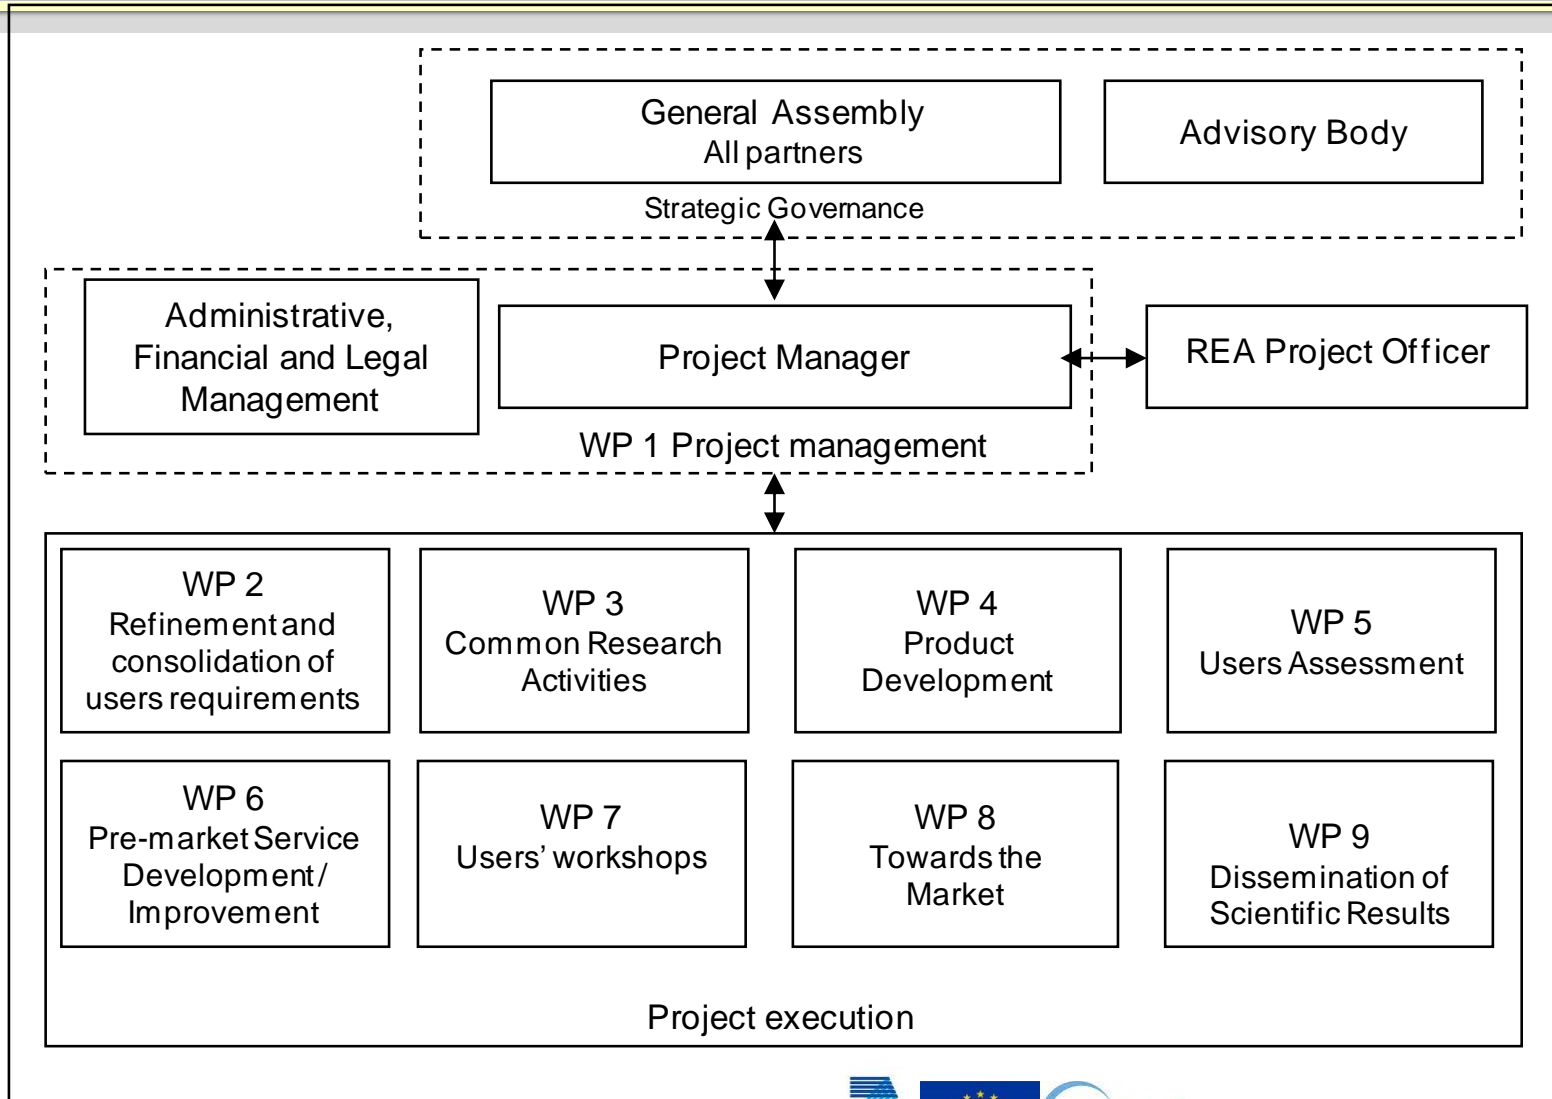 General Assembly
All partners
Advisory Body
Strategic Governance
Administrative,
Financial and Legal
Management
Project Manager
REA Project Officer
WP 1 Project management
WP 2
Refinement and
consolidation of
users requirements
WP 3
Common Research
Activities
WP 4
Product
Development
WP 5
Users Assessment
WP 6
Pre-market Service
Development/
Improvement
WP 7
Users’ workshops
WP 8
Towards the
Market
WP 9
Dissemination of
Scientific Results
Project execution